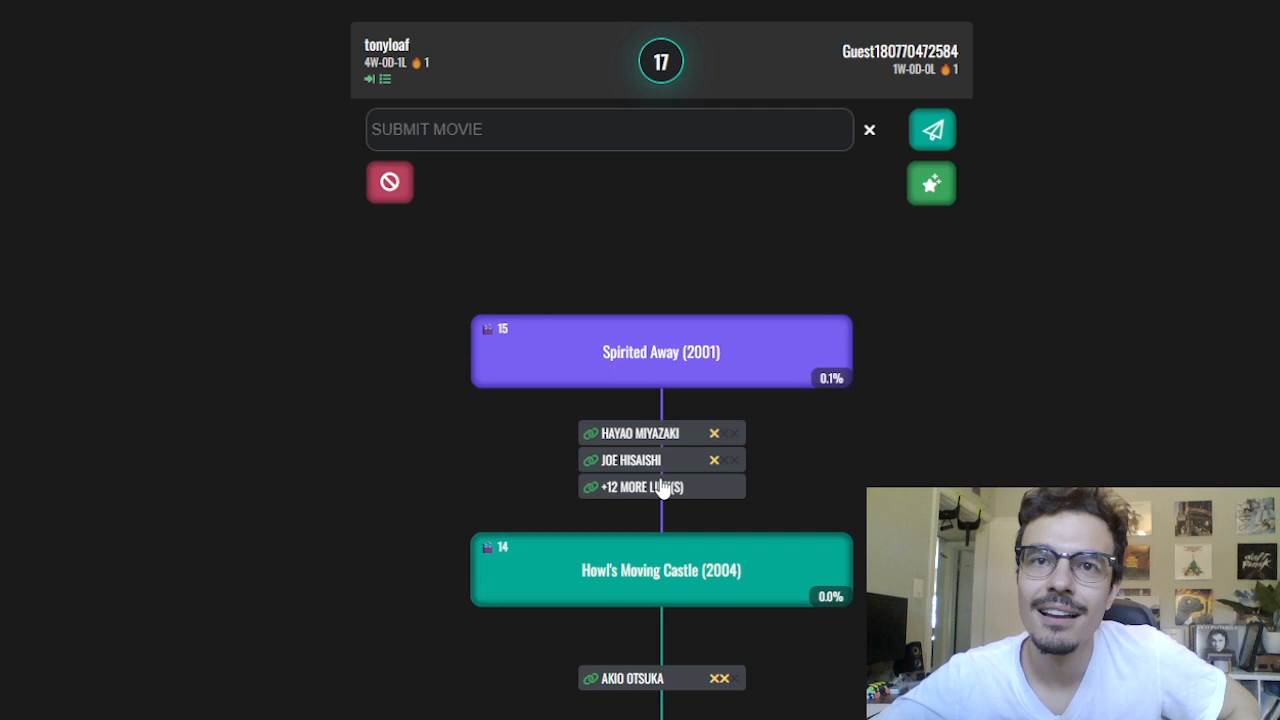 tonyloaf
4W-0D-1L 🔥 1
17
Guest180770472584
1W-0D-0L 🔥 1
SUBMIT MOVIE
15
Spirited Away (2001)
0.1%
HAYAO MIYAZAKI
JOE HISAISHI
+12 MORE LINK(S)
14
Howl's Moving Castle (2004)
0.0%
AKIO OTSUKA